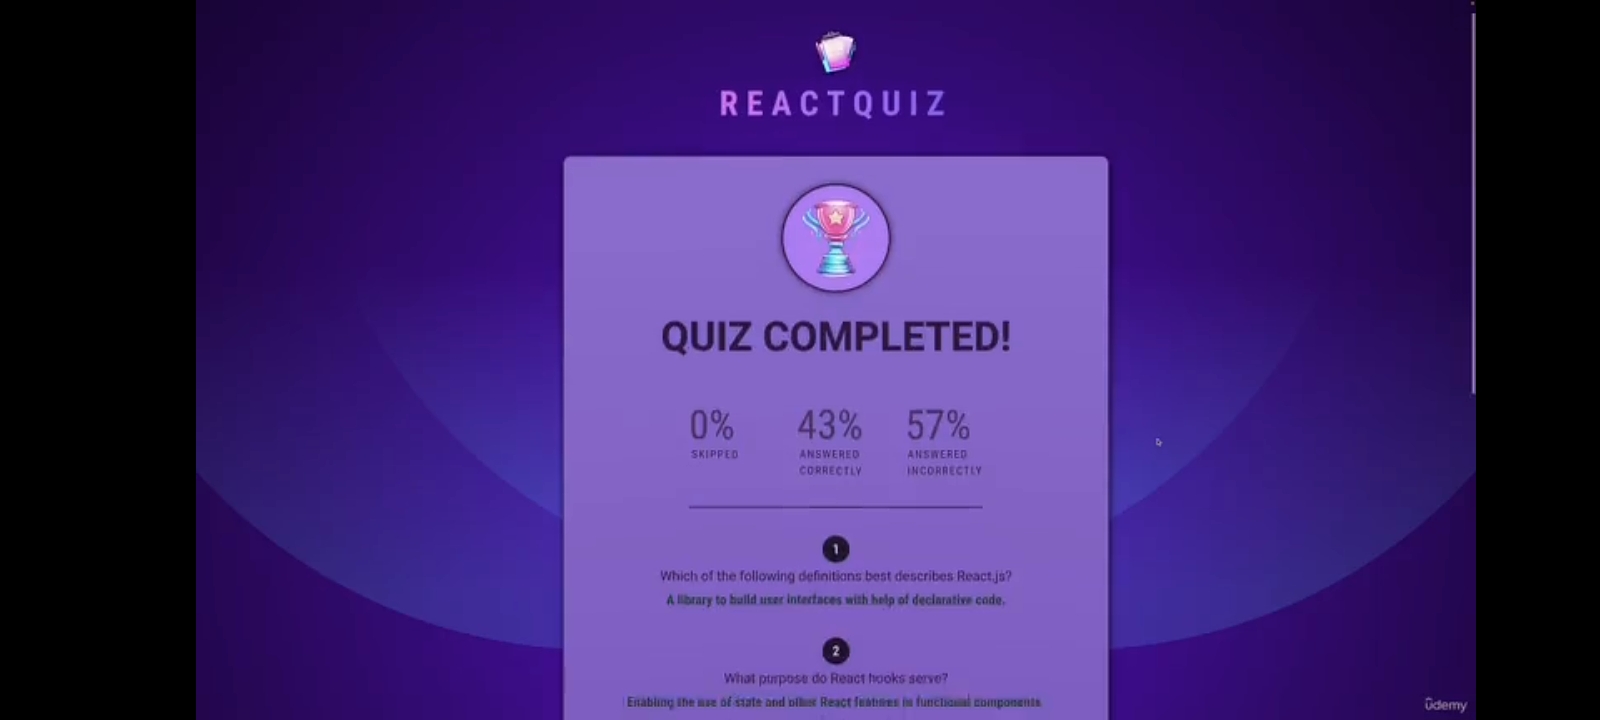 REACTQUIZ
QUIZ COMPLETED!
0% 43% 57%
SKIPPED ANSWERED ANSWERED
CORRECTLY INCORRECTLY
1
Which of the following definitions best describes React.js?
A library to build user interfaces with help of declarative code.
2
What purpose do React hooks serve?
Enabling the use of state and other React features in functional components
ûdemy